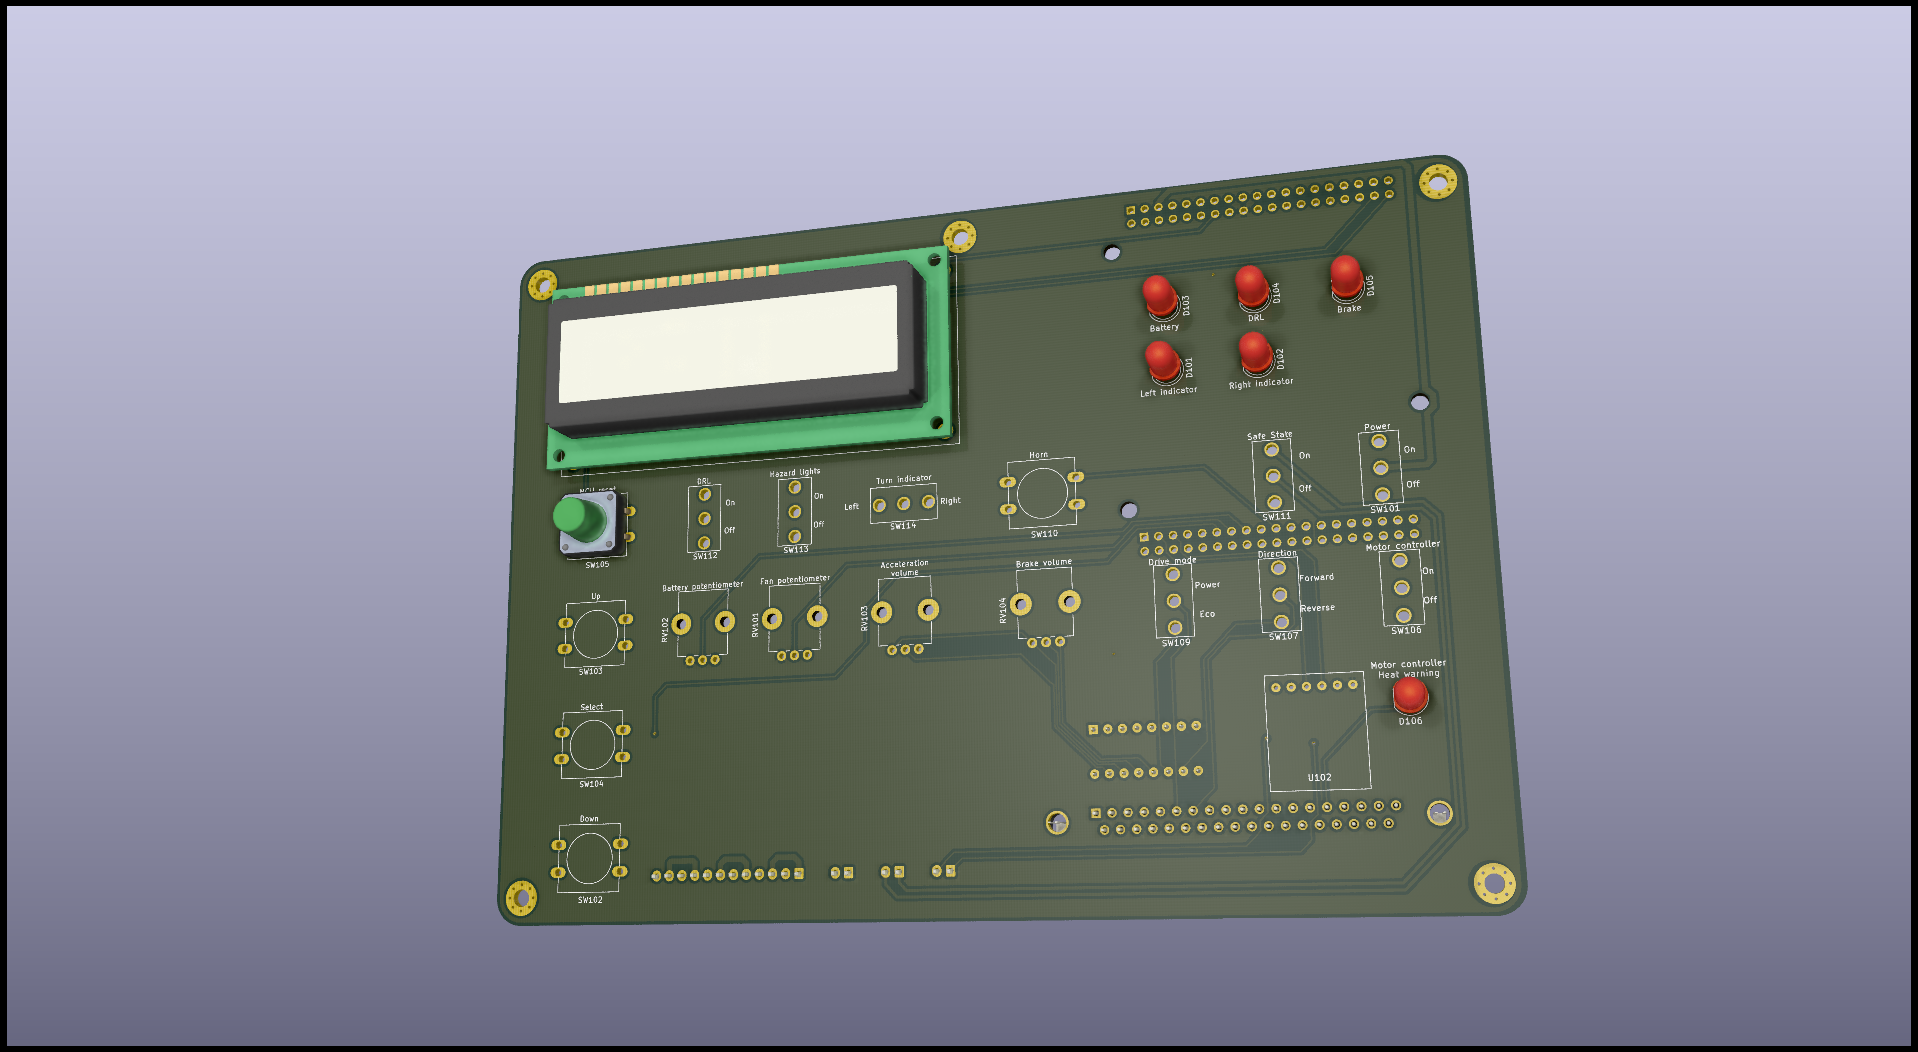 D103
D104
D105
Battery
DRL
Brake
D101
D102
Left indicator
Right indicator
Power
On
Off
SW101
Safe State
On
Off
SW111
Horn
SW110
Turn indicator
Left
Right
SW114
Hazard lights
On
Off
SW113
DRL
On
Off
SW112
MCU reset
SW105
Battery potentiometer
RV102
Fan potentiometer
RV101
Acceleration
volume
RV103
Brake volume
RV104
Drive mode
Power
Eco
SW109
Direction
Forward
Reverse
SW107
Motor controller
On
Off
SW106
Up
SW103
Motor controller
Heat warning
D106
U102
Select
SW104
Down
SW102